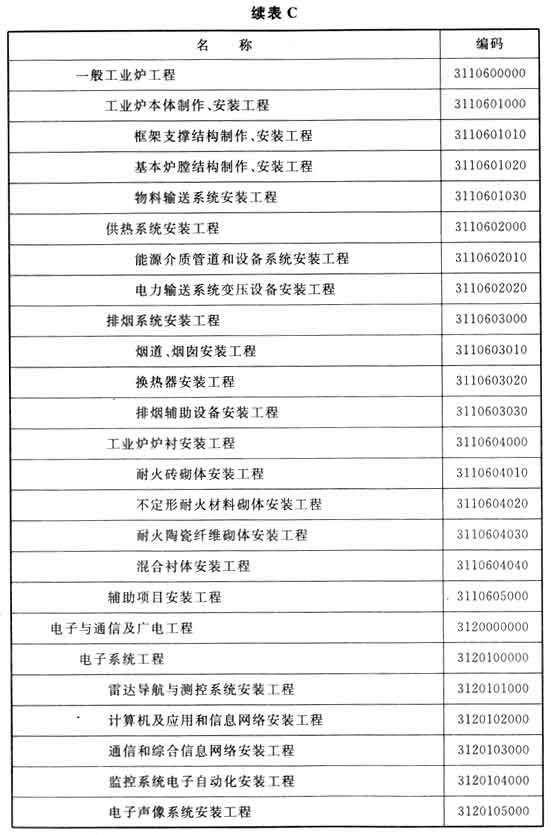 续表 C
名 称 编码
一般工业炉工程 3110600000
工业炉本体制作、安装工程 3110601000
框架支撑结构制作、安装工程 3110601010
基本炉膛结构制作、安装工程 3110601020
物料输送系统安装工程 3110601030
供热系统安装工程 3110602000
能源介质管道和设备系统安装工程 3110602010
电力输送系统变压设备安装工程 3110602020
排烟系统安装工程 3110603000
烟道、烟囱安装工程 3110603010
换热器安装工程 3110603020
排烟辅助设备安装工程 3110603030
工业炉炉衬安装工程 3110604000
耐火砖砌体安装工程 3110604010
不定形耐火材料砌体安装工程 3110604020
耐火陶瓷纤维砌体安装工程 3110604030
混合衬体安装工程 3110604040
辅助项目安装工程 3110605000
电子与通信及广电工程 3120000000
电子系统工程 3120100000
雷达导航与测控系统安装工程 3120101000
计算机及应用和信息网络安装工程 3120102000
通信和综合信息网络安装工程 3120103000
监控系统电子自动化安装工程 3120104000
电子声像系统安装工程 3120105000